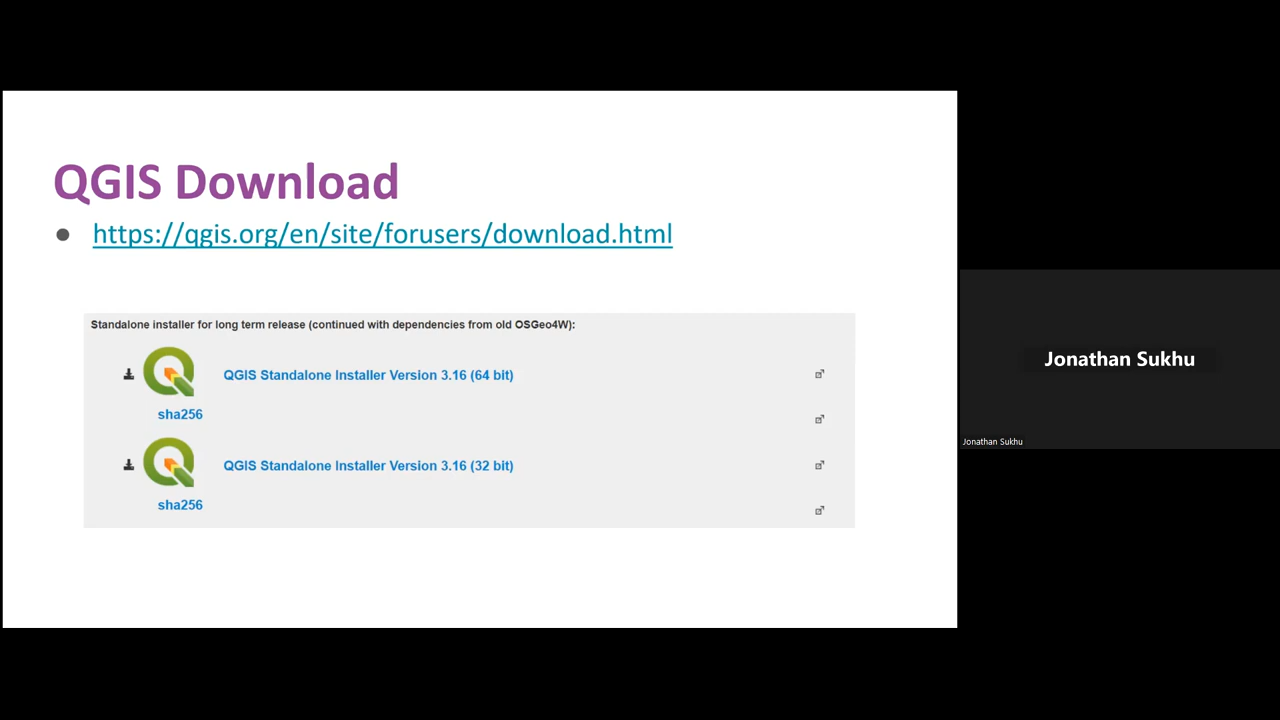 QGIS Download
● https://qgis.org/en/site/forusers/download.html
Standalone installer for long term release (continued with dependencies from old OSGeo4W):
QGIS Standalone Installer Version 3.16 (64 bit)
sha256
QGIS Standalone Installer Version 3.16 (32 bit)
sha256
Jonathan Sukhu
Jonathan Sukhu